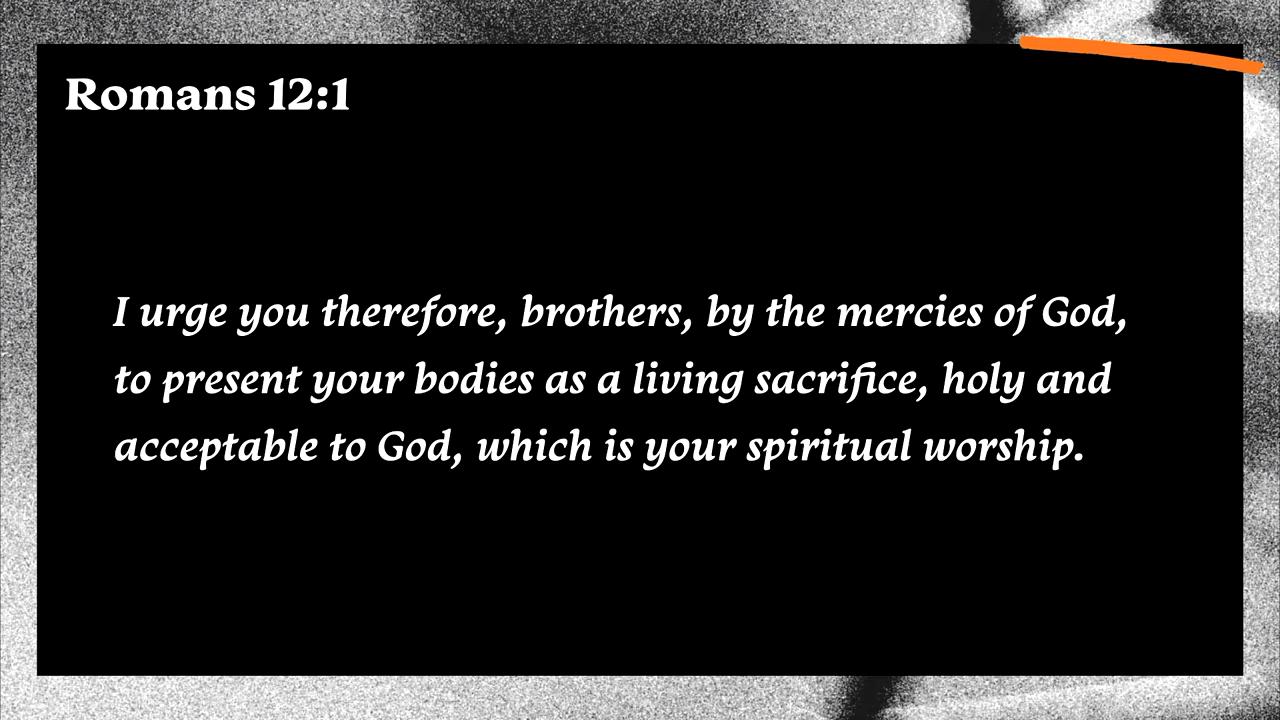 Romans 12:1
I urge you therefore, brothers, by the mercies of God,
to present your bodies as a living sacrifice, holy and
acceptable to God, which is your spiritual worship.